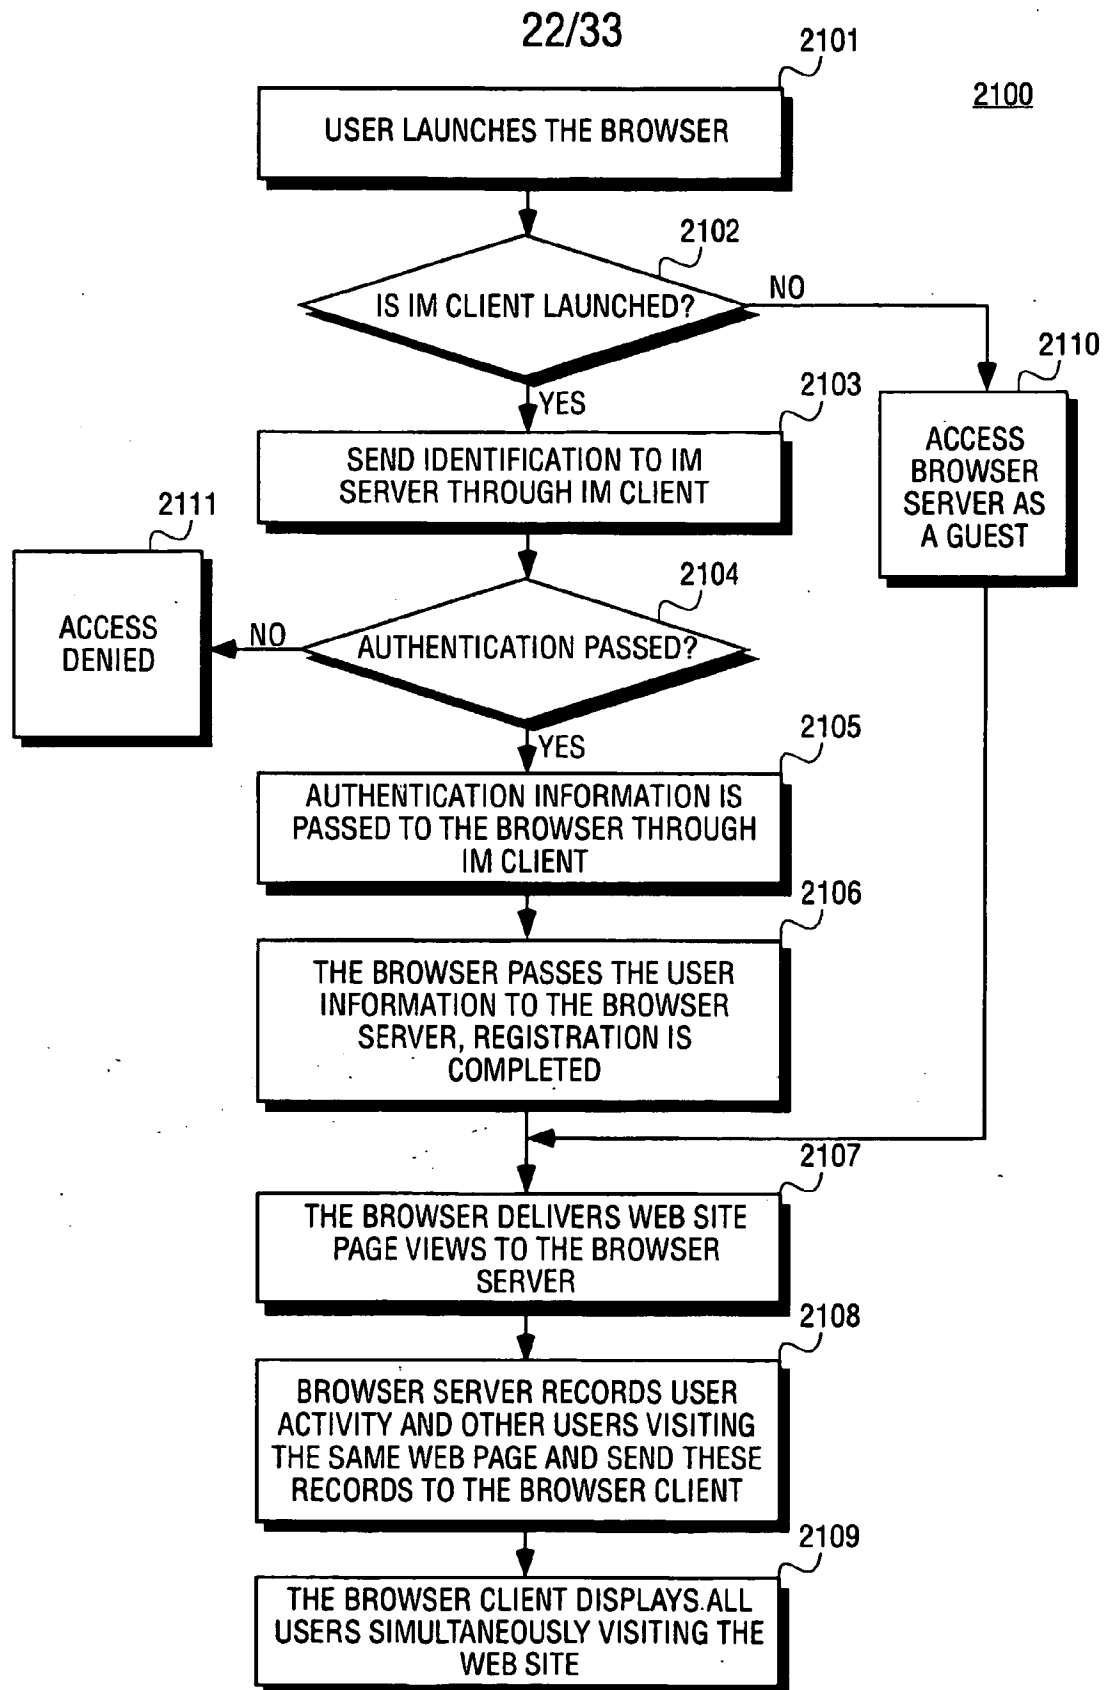 22/33
2101
2100
USER LAUNCHES THE BROWSER
2102
IS IM CLIENT LAUNCHED?
NO
2110
YES
2103
ACCESS
BROWSER
SERVER AS
A GUEST
SEND IDENTIFICATION TO IM
SERVER THROUGH IM CLIENT
2111
2104
ACCESS
DENIED
NO
AUTHENTICATION PASSED?
YES
2105
AUTHENTICATION INFORMATION IS
PASSED TO THE BROWSER THROUGH
IM CLIENT
2106
THE BROWSER PASSES THE USER
INFORMATION TO THE BROWSER
SERVER, REGISTRATION IS
COMPLETED
2107
THE BROWSER DELIVERS WEB SITE
PAGE VIEWS TO THE BROWSER
SERVER
2108
BROWSER SERVER RECORDS USER
ACTIVITY AND OTHER USERS VISITING
THE SAME WEB PAGE AND SEND THESE
RECORDS TO THE BROWSER CLIENT
2109
THE BROWSER CLIENT DISPLAYS ALL
USERS SIMULTANEOUSLY VISITING THE
WEB SITE